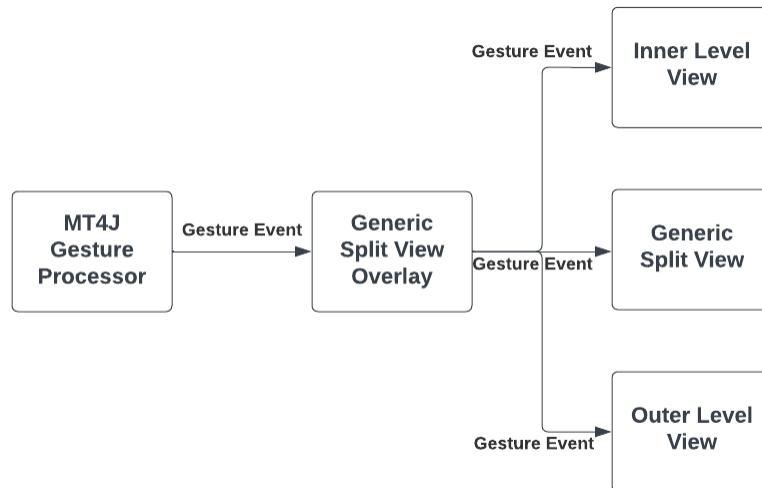 Gesture Event
Inner Level
View
MT4J
Gesture
Processor
Gesture Event
Generic
Split View
Overlay
Gesture Event
Generic
Split View
Gesture Event
Outer Level
View